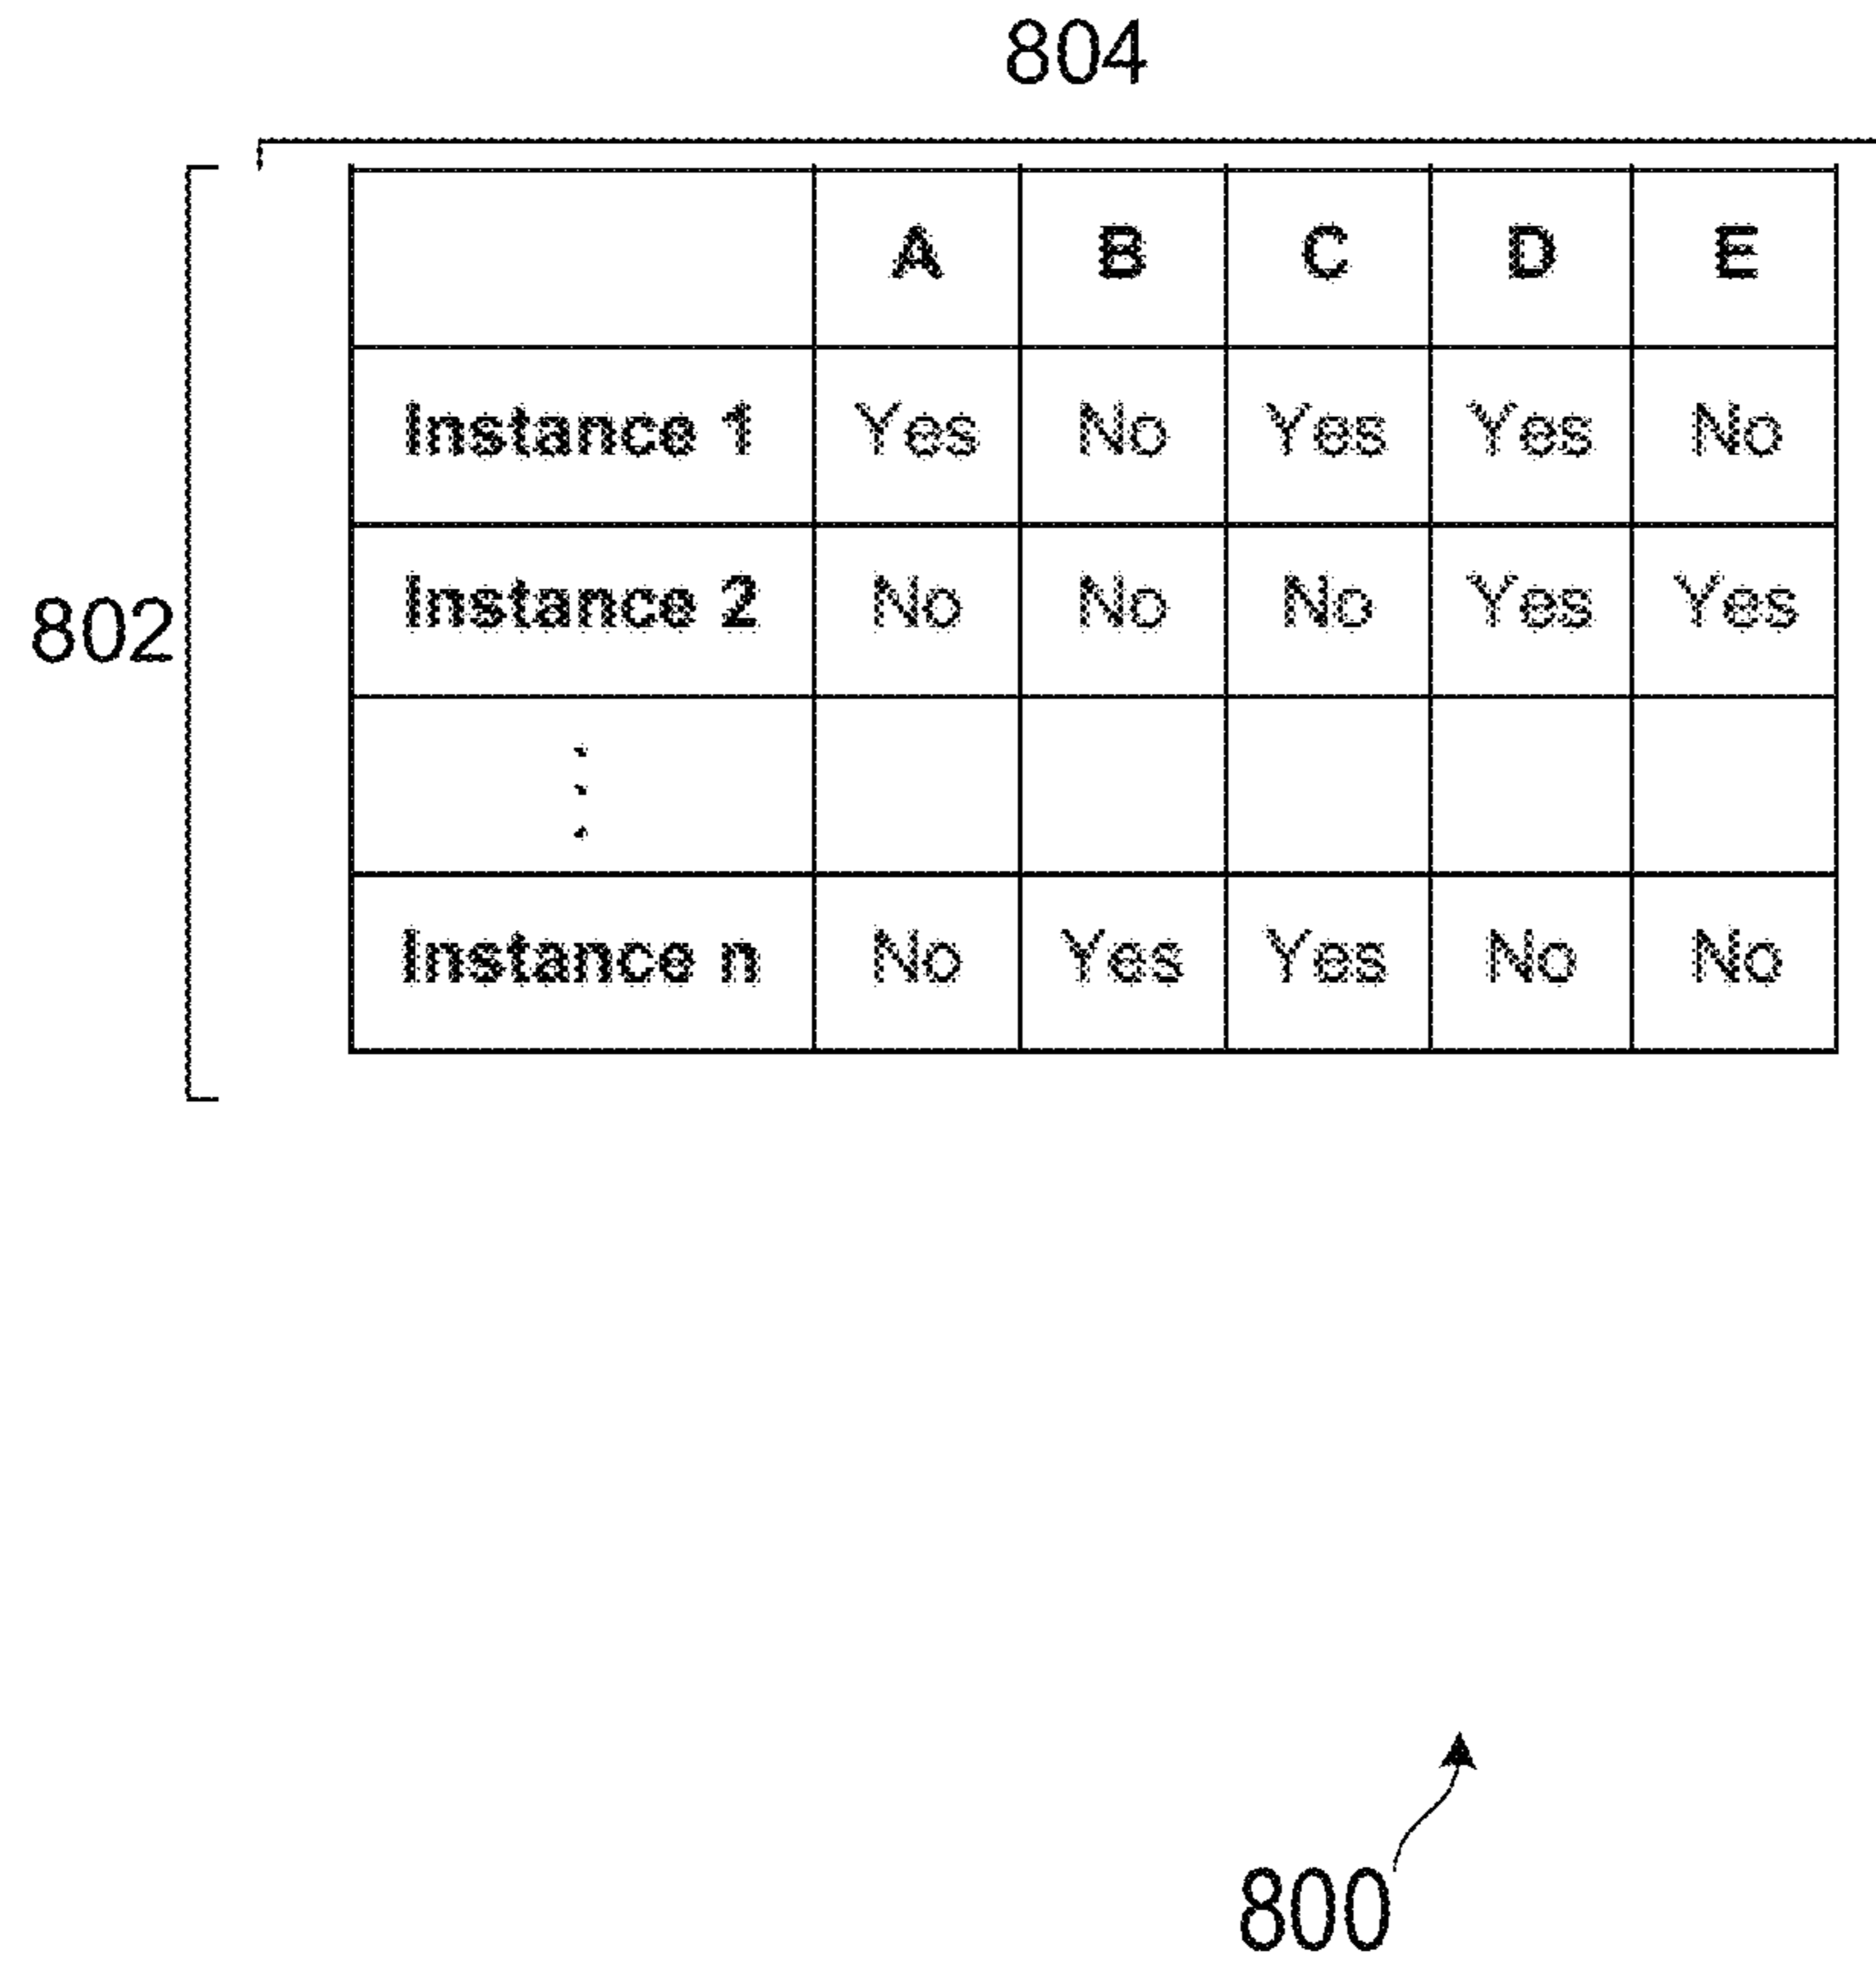 804
A B C D E
Instance 1 Yes No Yes Yes No
802
Instance 2 No No No Yes Yes
⋮
Instance n No Yes Yes No No
800